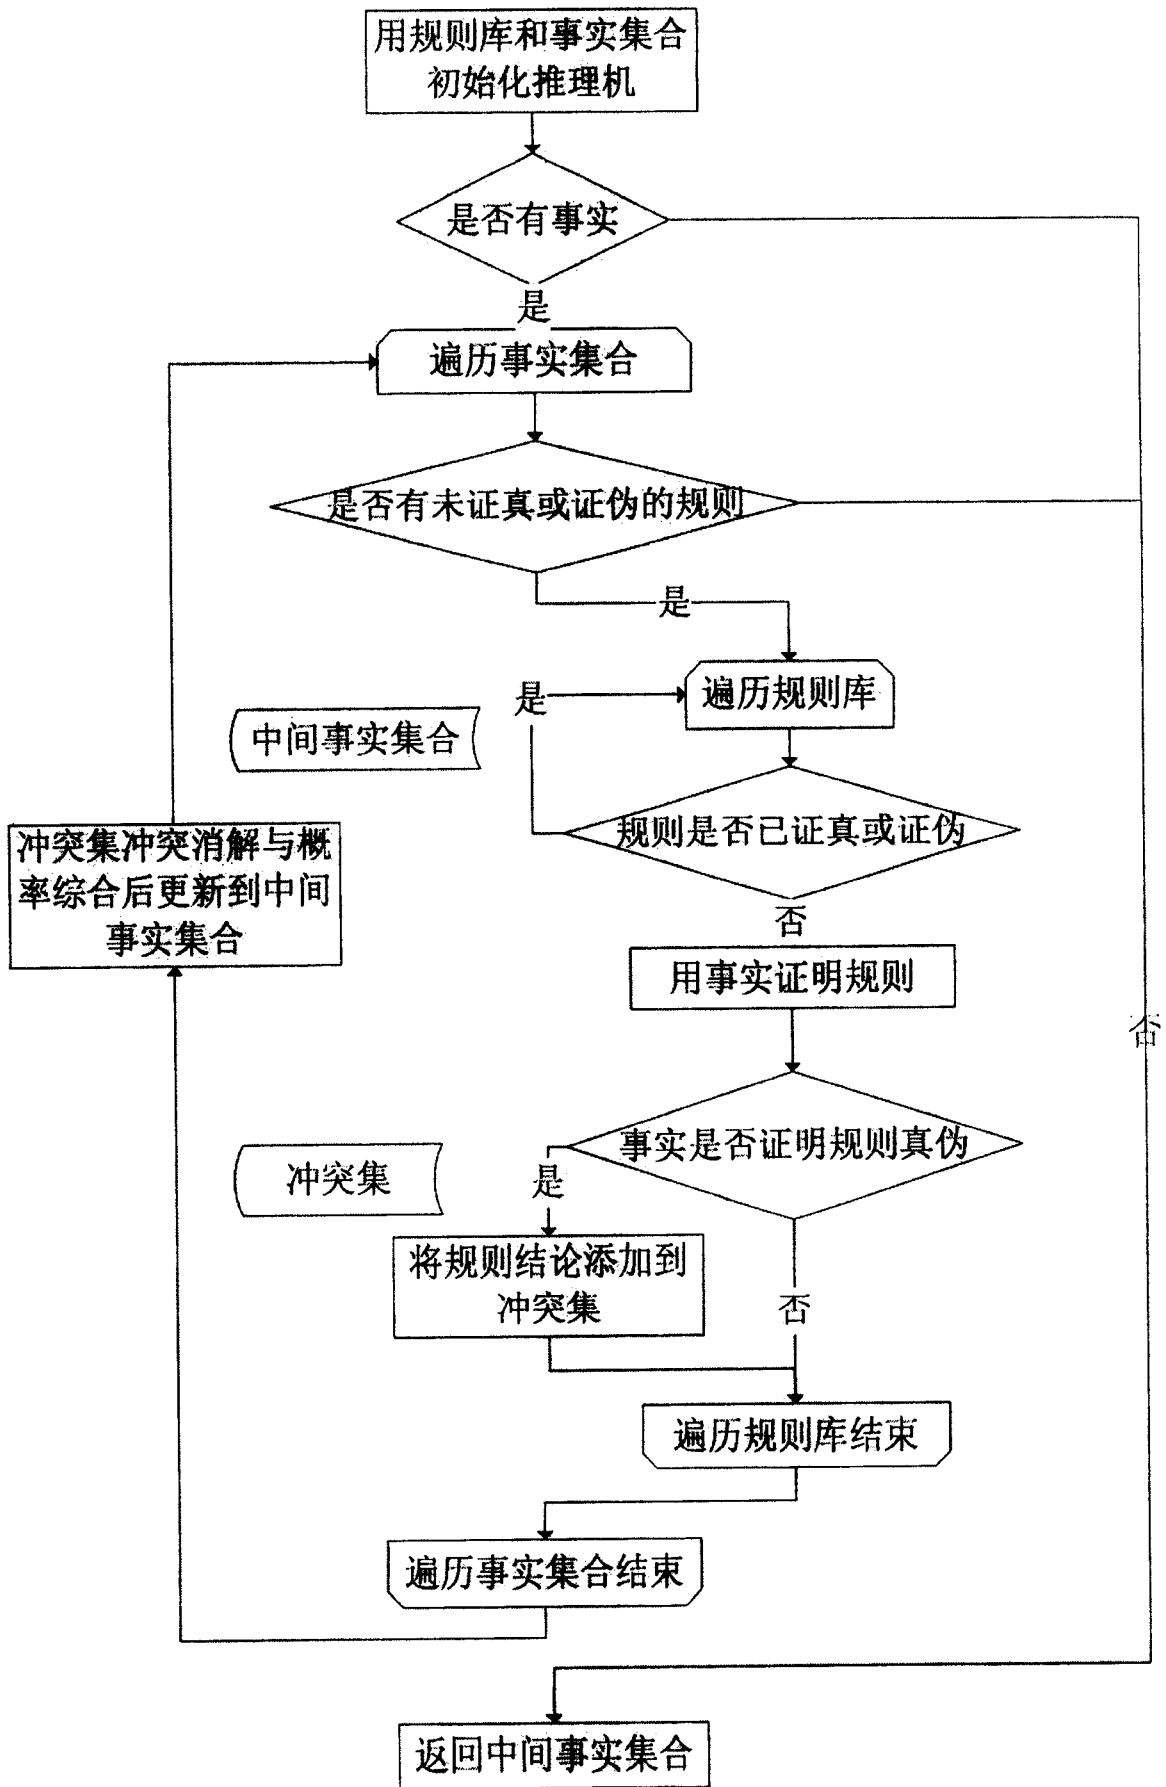 用规则库和事实集合
初始化推理机
是否有事实
是
遍历事实集合
是否有未证真或证伪的规则
是
遍历规则库
是
中间事实集合
规则是否已证真或证伪
冲突集冲突消解与概
率综合后更新到中间
事实集合
否
用事实证明规则
否
事实是否证明规则真伪
冲突集
是
将规则结论添加到
冲突集
否
遍历规则库结束
遍历事实集合结束
返回中间事实集合